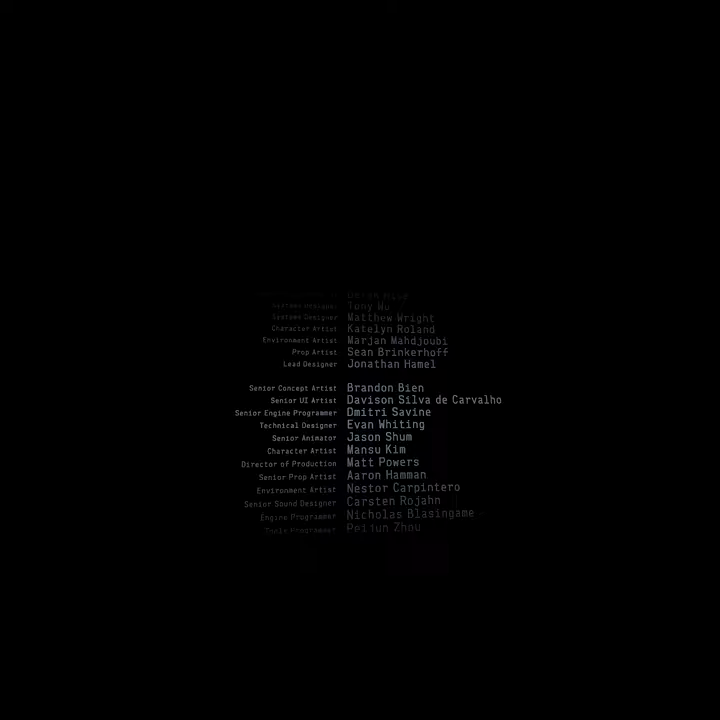 Systems Designer Tony Wu
Systems Designer Matthew Wright
Character Artist Katelyn Roland
Environment Artist Marjan Mahdjoubi
Prop Artist Sean Brinkerhoff
Lead Designer Jonathan Hamel
Senior Concept Artist Brandon Bien
Senior UI Artist Davison Silva de Carvalho
Senior Engine Programmer Dmitri Savine
Technical Designer Evan Whiting
Senior Animator Jason Shum
Character Artist Mansu Kim
Director of Production Matt Powers
Senior Prop Artist Aaron Hamman
Environment Artist Nestor Carpintero
Senior Sound Designer Carsten Rojahn
Engine Programmer Nicholas Blasingame
Tools Programmer Peijun Zhou